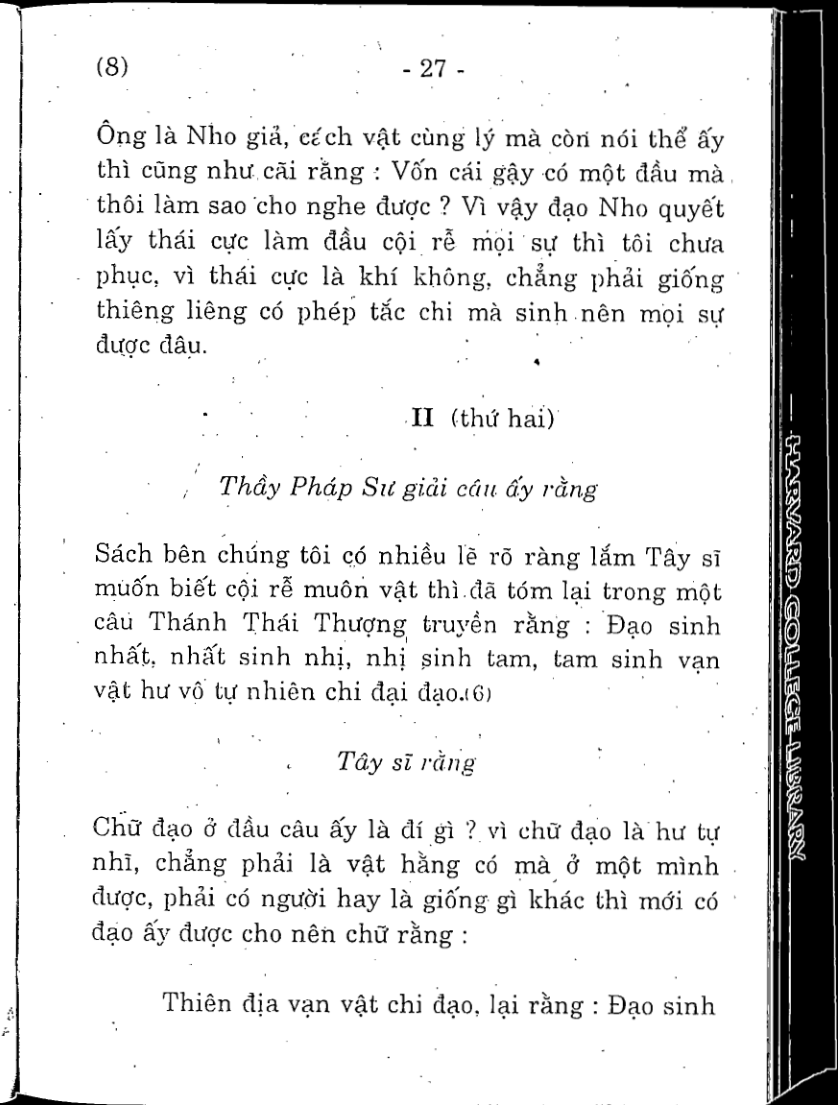 (8)
- 27 -
Ông là Nho giả, cách vật cùng lý mà còn nói thể ấy
thì cũng như cãi rằng : Vốn cái gậy có một đầu mà
thôi làm sao cho nghe được ? Vì vậy đạo Nho quyết
lấy thái cực làm đầu cội rễ mọi sự thì tôi chưa
phục, vì thái cực là khí không, chẳng phải giống
thiêng liêng có phép tắc chi mà sinh nên mọi sự
được đâu.
II (thứ hai)
Thầy Pháp Sư giải câu ấy rằng
Sách bên chúng tôi có nhiều lẽ rõ ràng lắm Tây sĩ
muốn biết cội rễ muôn vật thì đã tóm lại trong một
câu Thánh Thái Thượng truyền rằng : Đạo sinh
nhất, nhất sinh nhị, nhị sinh tam, tam sinh vạn
vật hư vô tự nhiên chi đại đạo.(6)
Tây sĩ rằng
Chữ đạo ở đầu câu ấy là đí gì ? vì chữ đạo là hư tự
nhĩ, chẳng phải là vật hằng có mà ở một mình
được, phải có người hay là giống gì khác thì mới có
đạo ấy được cho nên chữ rằng :
Thiên địa vạn vật chi đạo, lại rằng : Đạo sinh
HARVARD COLLEGE LIBRARY